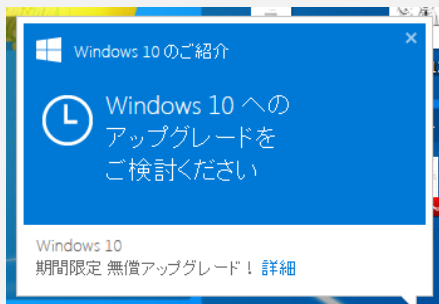 Windows 10 のご紹介
Windows 10 への
アップグレードを
ご検討ください
Windows 10
期間限定 無償アップグレード！ 詳細